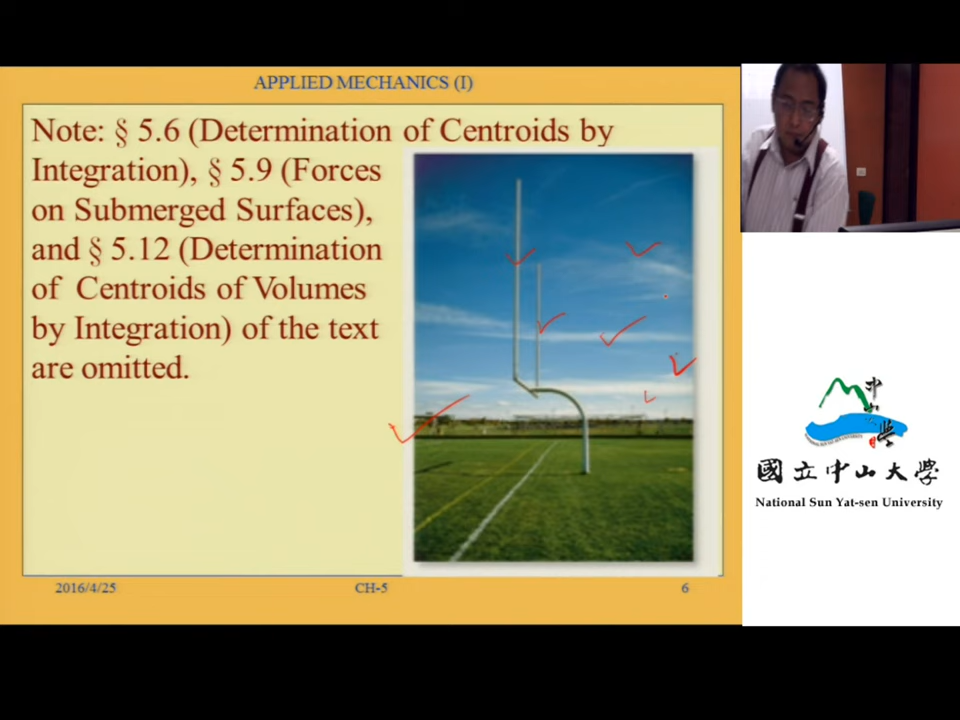 APPLIED MECHANICS (I)
Note: § 5.6 (Determination of Centroids by
Integration), § 5.9 (Forces
on Submerged Surfaces),
and § 5.12 (Determination
of Centroids of Volumes
by Integration) of the text
are omitted.
2016/4/25
CH-5
6
國立中山大學
National Sun Yat-sen University